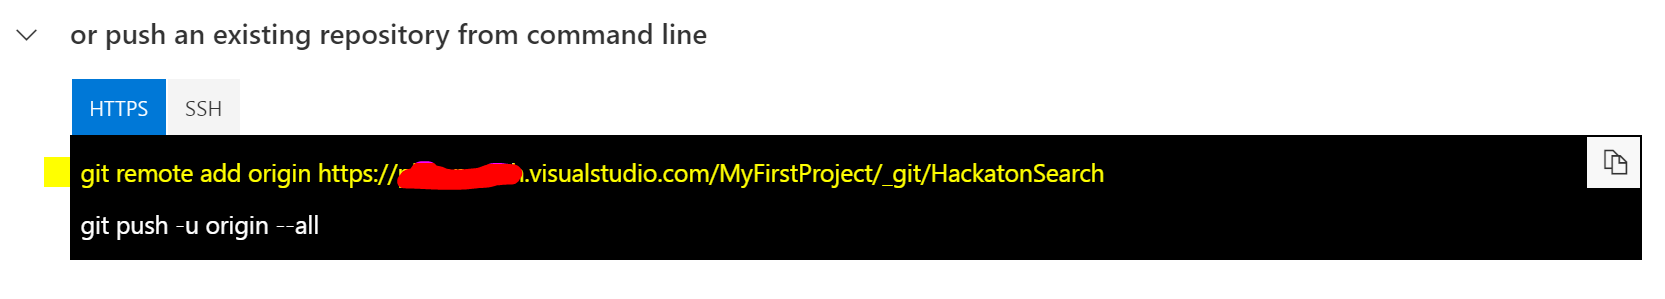 or push an existing repository from command line
HTTPS SSH
git remote add origin https:// .visualstudio.com/MyFirstProject/_git/HackatonSearch
git push -u origin --all